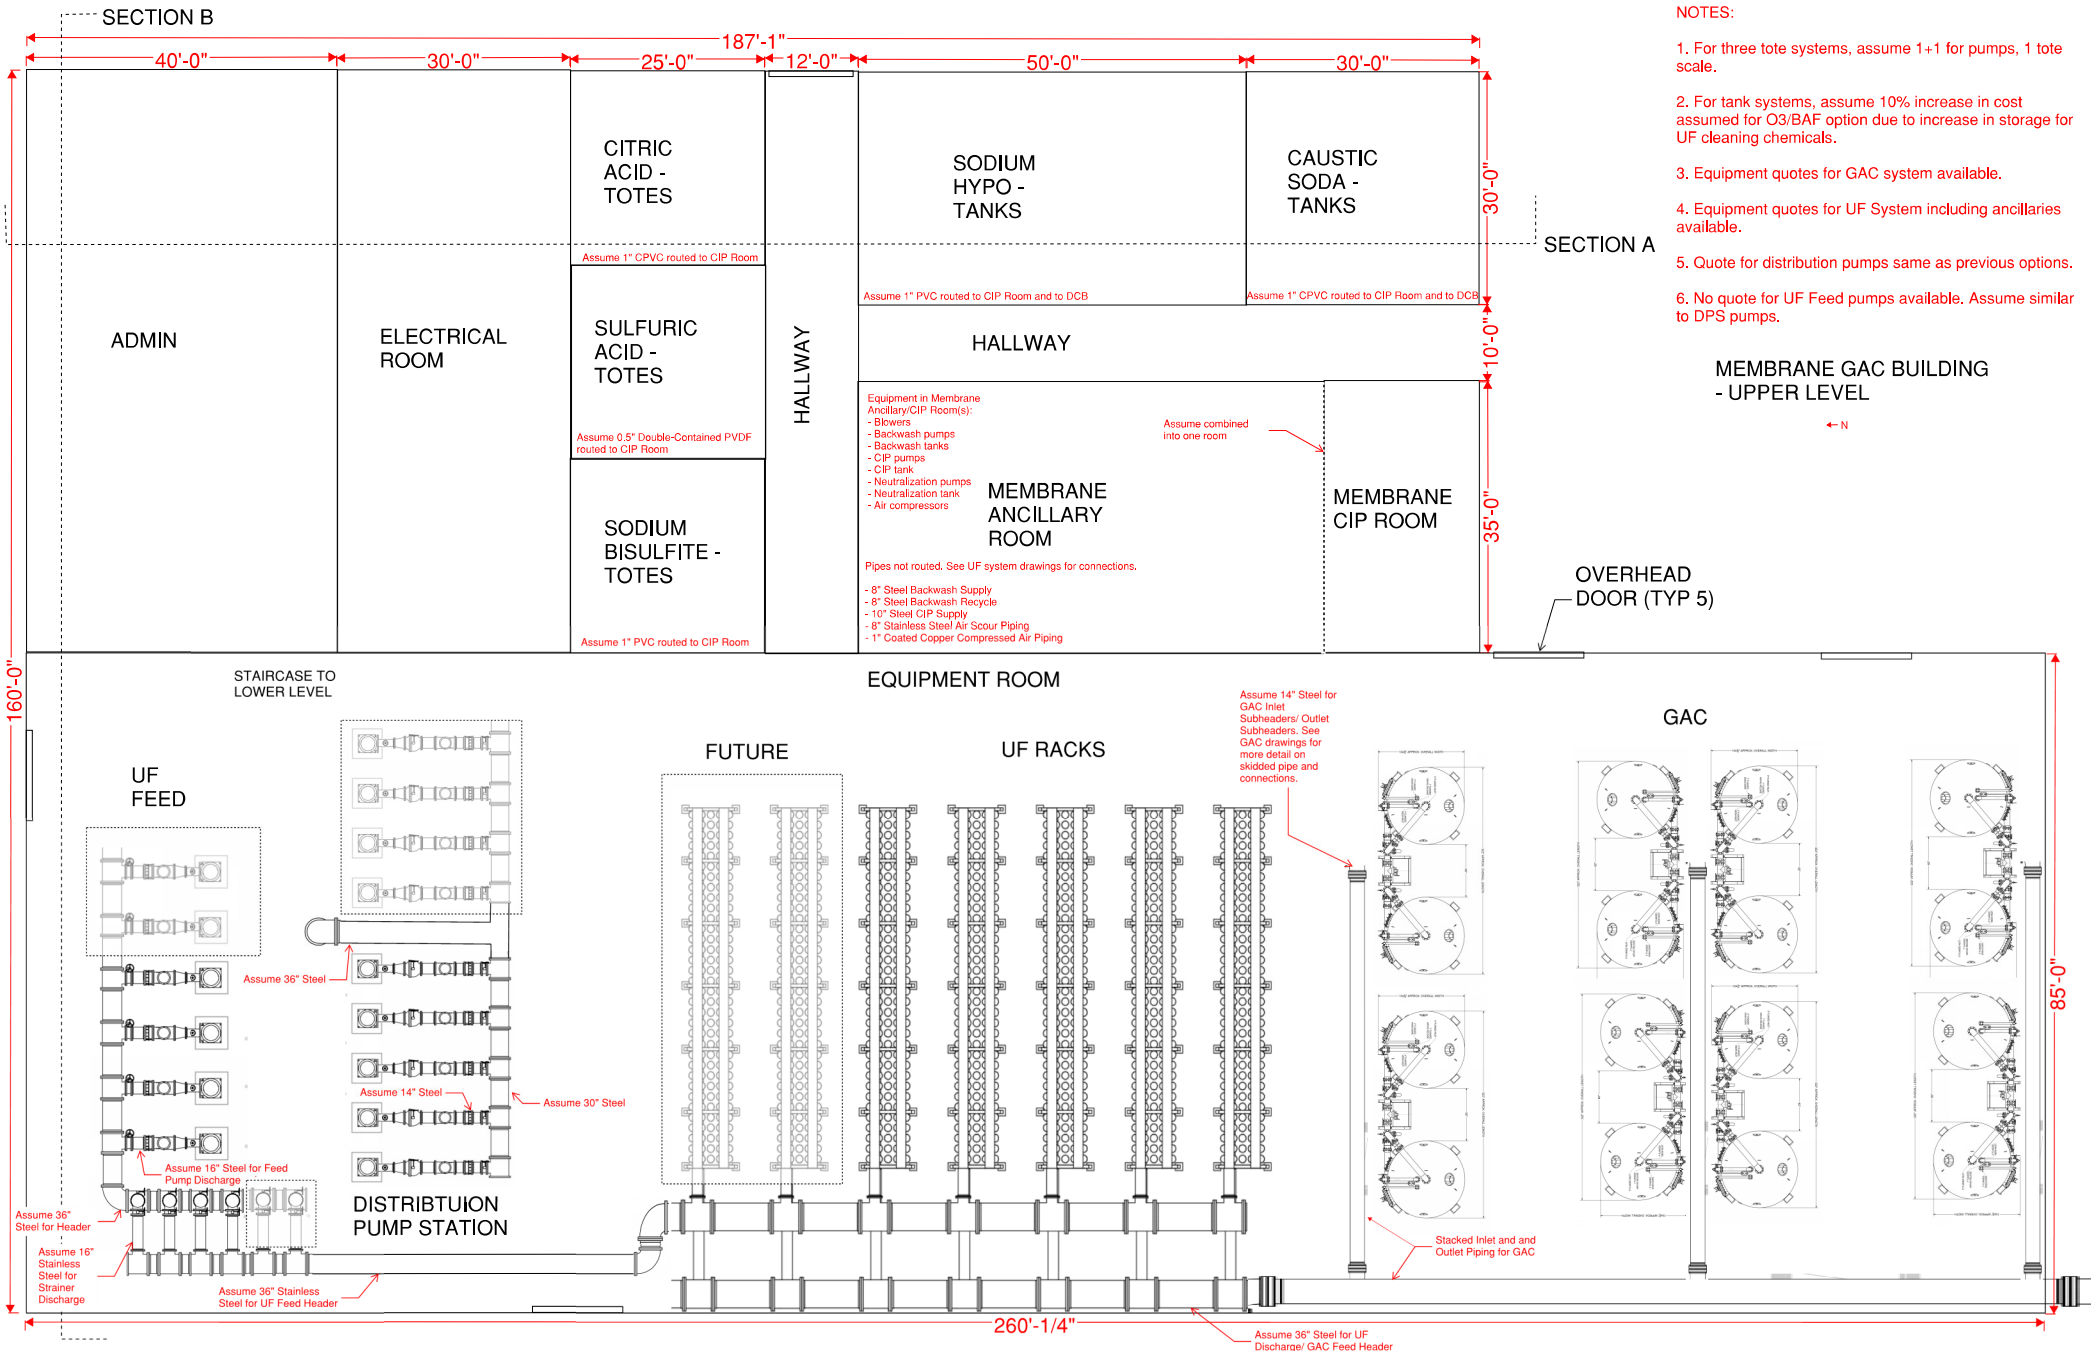 SECTION B
187'-1"
40'-0"
30'-0"
25'-0"
12'-0"
50'-0"
30'-0"
NOTES:
1. For three tote systems, assume 1+1 for pumps, 1 tote
scale.
2. For tank systems, assume 10% increase in cost
assumed for O3/BAF option due to increase in storage for
UF cleaning chemicals.
3. Equipment quotes for GAC system available.
4. Equipment quotes for UF System including ancillaries
available.
5. Quote for distribution pumps same as previous options.
6. No quote for UF Feed pumps available. Assume similar
to DPS pumps.
MEMBRANE GAC BUILDING
- UPPER LEVEL
N
SECTION A
ADMIN
ELECTRICAL
ROOM
CITRIC
ACID -
TOTES
Assume 1" CPVC routed to CIP Room
SULFURIC
ACID -
TOTES
Assume 0.5" Double-Contained PVDF
routed to CIP Room
SODIUM
BISULFITE -
TOTES
Assume 1" PVC routed to CIP Room
HALLWAY
SODIUM
HYPO -
TANKS
Assume 1" PVC routed to CIP Room and to DCB
CAUSTIC
SODA -
TANKS
Assume 1" CPVC routed to CIP Room and to DCB
30'-0"
HALLWAY
10'-0"
Equipment in Membrane
Ancillary/CIP Room(s):
- Blowers
- Backwash pumps
- Backwash tanks
- CIP pumps
- CIP tank
- Neutralization pumps
- Neutralization tank
- Air compressors
MEMBRANE
ANCILLARY
ROOM
Assume combined
into one room
MEMBRANE
CIP ROOM
35'-0"
Pipes not routed. See UF system drawings for connections.
- 8" Steel Backwash Supply
- 8" Steel Backwash Recycle
- 10" Steel CIP Supply
- 8" Stainless Steel Air Scour Piping
- 1" Coated Copper Compressed Air Piping
OVERHEAD
DOOR (TYP 5)
160'-0"
STAIRCASE TO
LOWER LEVEL
EQUIPMENT ROOM
UF
FEED
FUTURE
UF RACKS
Assume 14" Steel for
GAC Inlet
Subheaders/ Outlet
Subheaders. See
GAC drawings for
more detail on
skidded pipe and
connections.
GAC
85'-0"
Assume 36" Steel
Assume 14" Steel
Assume 30" Steel
Assume 16" Steel for Feed
Pump Discharge
Assume 36"
Steel for Header
DISTRIBTUION
PUMP STATION
Assume 16"
Stainless
Steel for
Strainer
Discharge
Assume 36" Stainless
Steel for UF Feed Header
Stacked Inlet and and
Outlet Piping for GAC
260'-1/4"
Assume 36" Steel for UF
Discharge/ GAC Feed Header